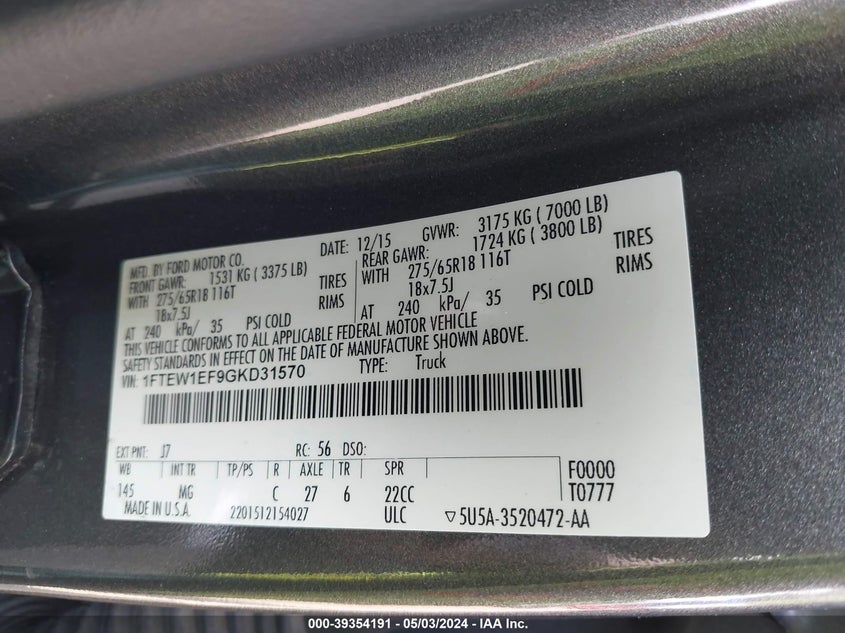 MFD. BY FORD MOTOR CO.
DATE: 12/15 GVWR: 3175 KG ( 7000 LB)
FRONT GAWR: 1531 KG ( 3375 LB)
REAR GAWR: 1724 KG ( 3800 LB)
WITH 275/65R18 116T TIRES
WITH 275/65R18 116T TIRES
18x7.5J RIMS
18x7.5J RIMS
AT 240 kPa/ 35 PSI COLD
AT 240 kPa/ 35 PSI COLD
THIS VEHICLE CONFORMS TO ALL APPLICABLE FEDERAL MOTOR VEHICLE
SAFETY STANDARDS IN EFFECT ON THE DATE OF MANUFACTURE SHOWN ABOVE.
VIN: 1FTEW1EF9GKD31570 TYPE: Truck
EXT PNT: J7 RC: 56 DSO:
WB INT TR TP/PS R AXLE TR SPR F0000
145 MG C 27 6 22CC T0777
MADE IN U.S.A. 2201512154027 ULC ▽5U5A-3520472-AA
000-39354191 - 05/03/2024 - IAA Inc.